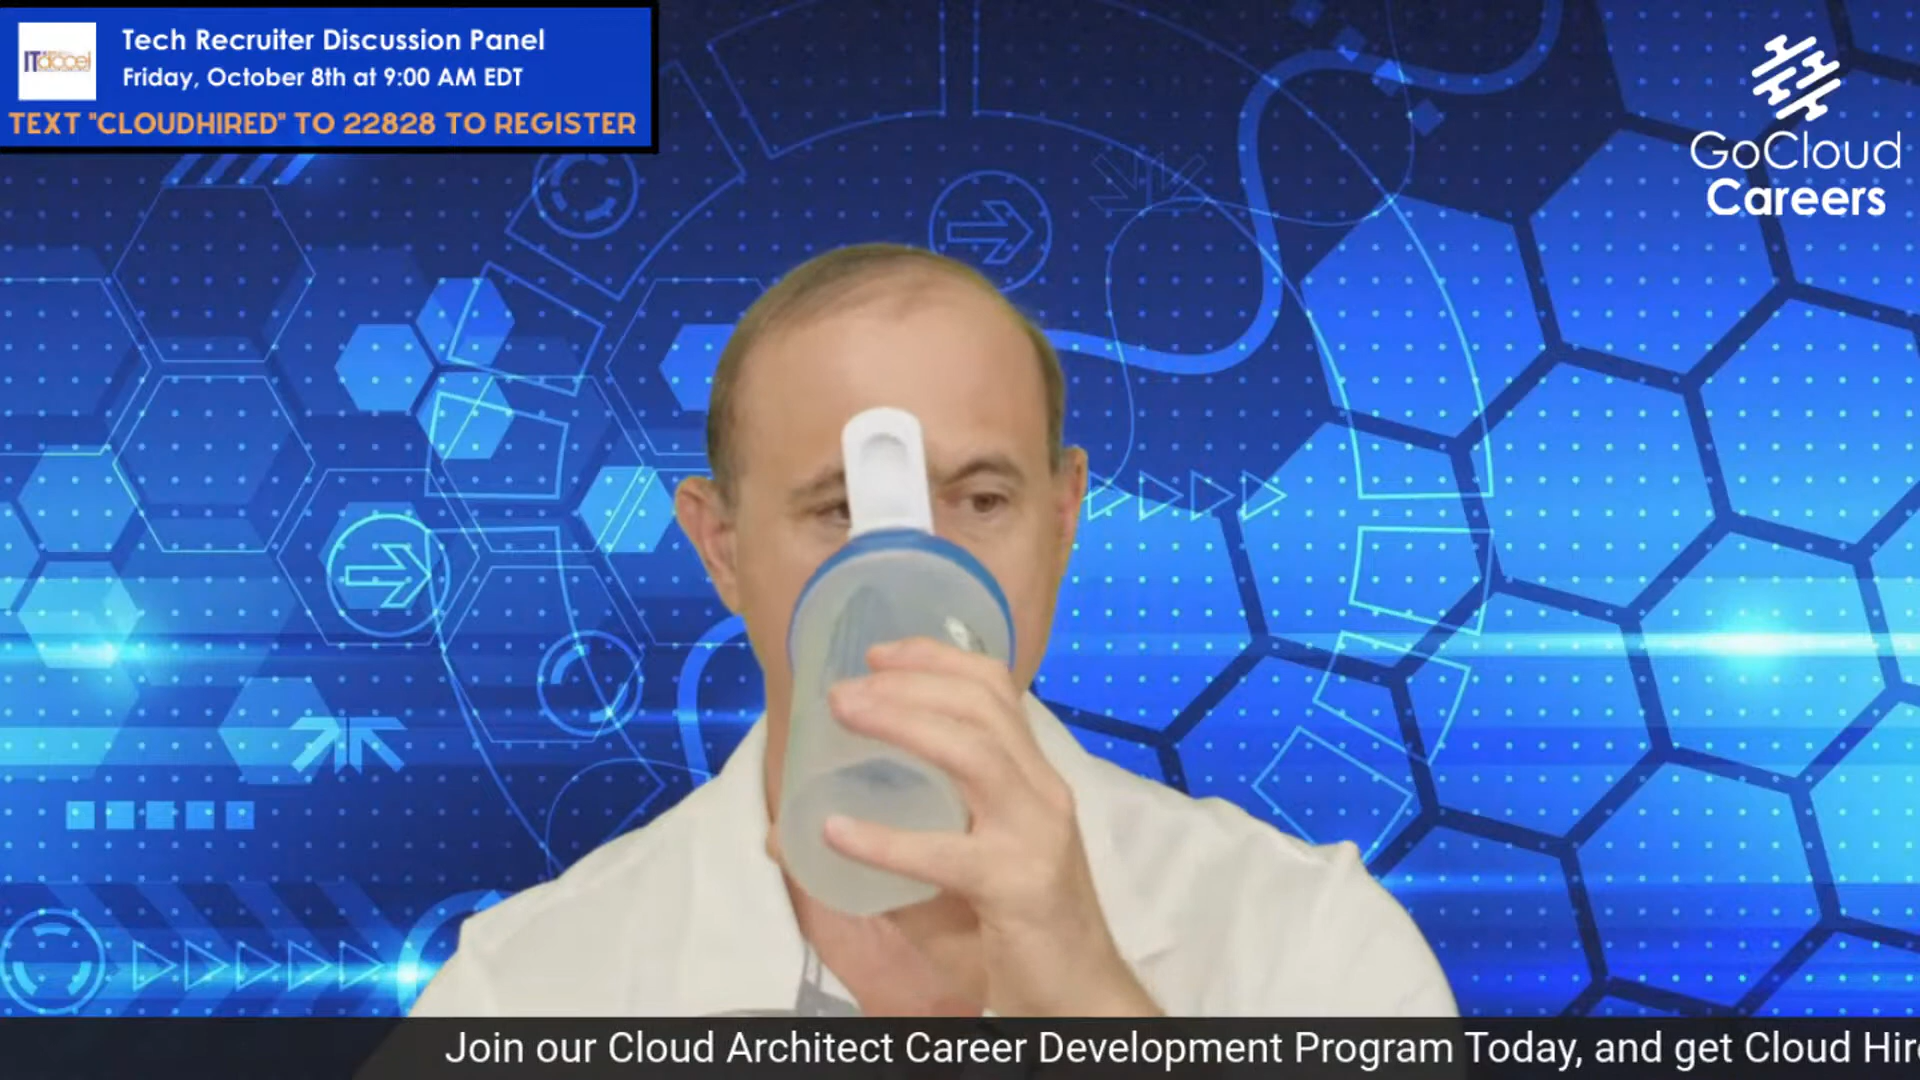 ITaccel
Tech Recruiter Discussion Panel
Friday, October 8th at 9:00 AM EDT
TEXT "CLOUDHIRED" TO 22828 TO REGISTER
GoCloud
Careers
Join our Cloud Architect Career Development Program Today, and get Cloud Hir